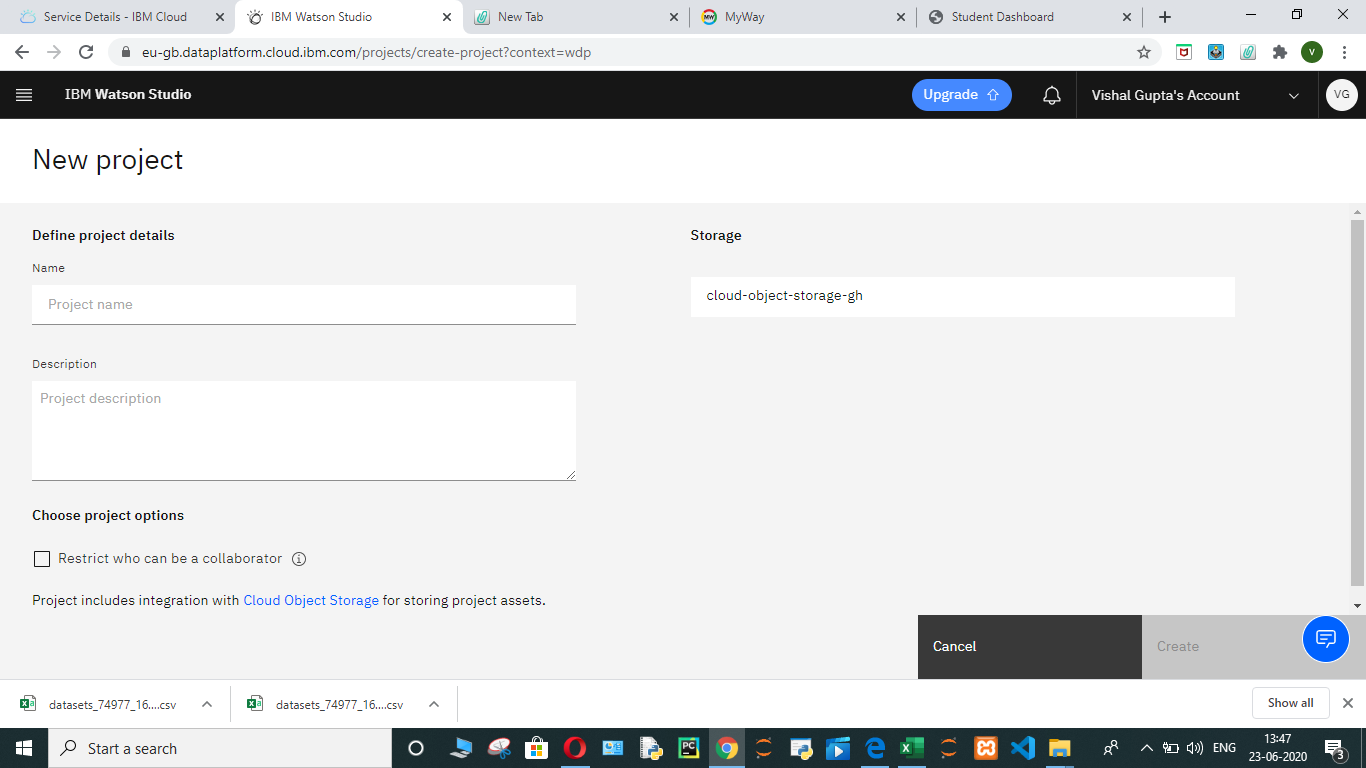 Service Details - IBM Cloud
IBM Watson Studio
New Tab
MyWay
Student Dashboard
eu-gb.dataplatform.cloud.ibm.com/projects/create-project?context=wdp
V
IBM Watson Studio
Upgrade
Vishal Gupta's Account
VG
New project
Define project details
Storage
Name
Project name
cloud-object-storage-gh
Description
Project description
Choose project options
Restrict who can be a collaborator
Project includes integration with Cloud Object Storage for storing project assets.
Cancel
Create
datasets_74977_16....csv
datasets_74977_16....csv
Show all
Start a search
ENG
13:47
23-06-2020
3